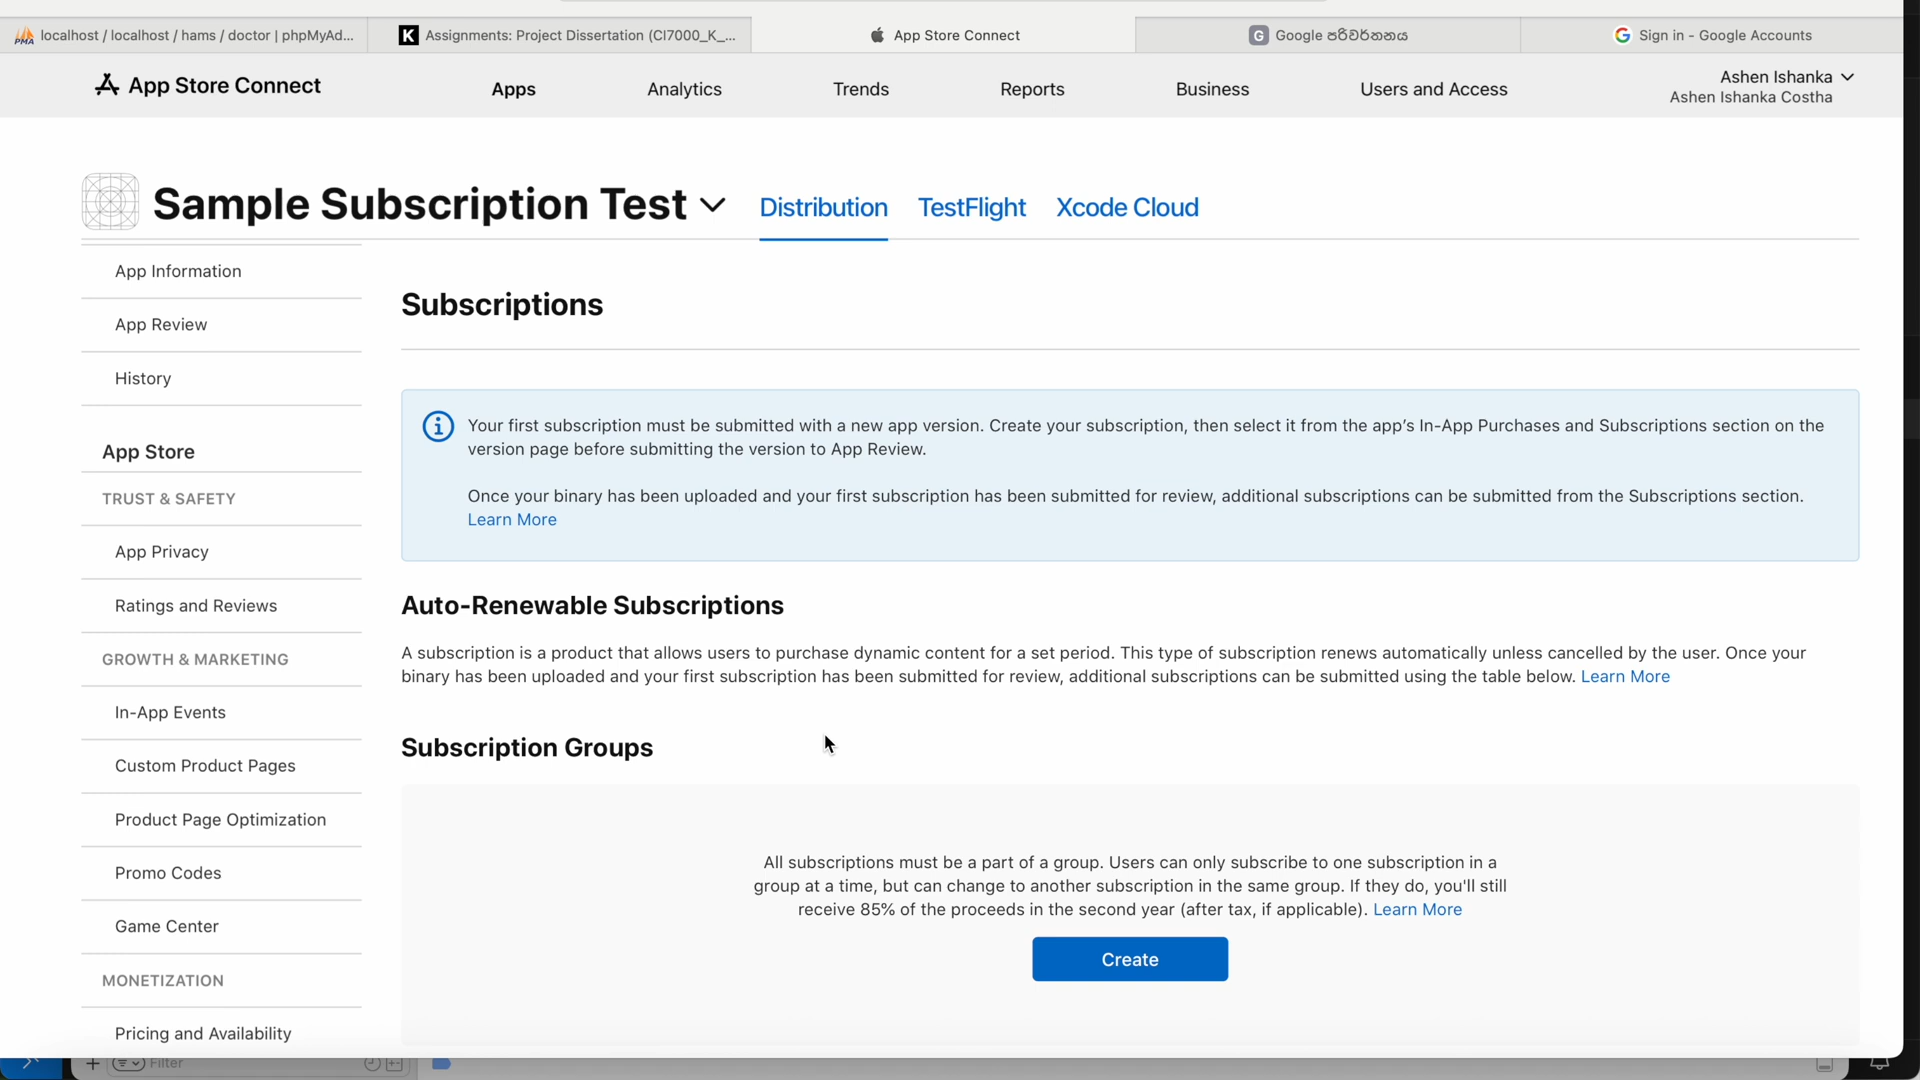 localhost / localhost / hams / doctor | phpMyAd...
K Assignments: Project Dissertation (CI7000_K_...
App Store Connect
G Google පරිවර්තනය
Sign in - Google Accounts
App Store Connect
Apps
Analytics
Trends
Reports
Business
Users and Access
Ashen Ishanka
Ashen Ishanka Costha
Sample Subscription Test
Distribution
TestFlight
Xcode Cloud
App Information
App Review
History
App Store
TRUST & SAFETY
App Privacy
Ratings and Reviews
GROWTH & MARKETING
In-App Events
Custom Product Pages
Product Page Optimization
Promo Codes
Game Center
MONETIZATION
Pricing and Availability
Subscriptions
Your first subscription must be submitted with a new app version. Create your subscription, then select it from the app's In-App Purchases and Subscriptions section on the
version page before submitting the version to App Review.
Once your binary has been uploaded and your first subscription has been submitted for review, additional subscriptions can be submitted from the Subscriptions section.
Learn More
Auto-Renewable Subscriptions
A subscription is a product that allows users to purchase dynamic content for a set period. This type of subscription renews automatically unless cancelled by the user. Once your
binary has been uploaded and your first subscription has been submitted for review, additional subscriptions can be submitted using the table below. Learn More
Subscription Groups
All subscriptions must be a part of a group. Users can only subscribe to one subscription in a
group at a time, but can change to another subscription in the same group. If they do, you'll still
receive 85% of the proceeds in the second year (after tax, if applicable). Learn More
Create
Filter